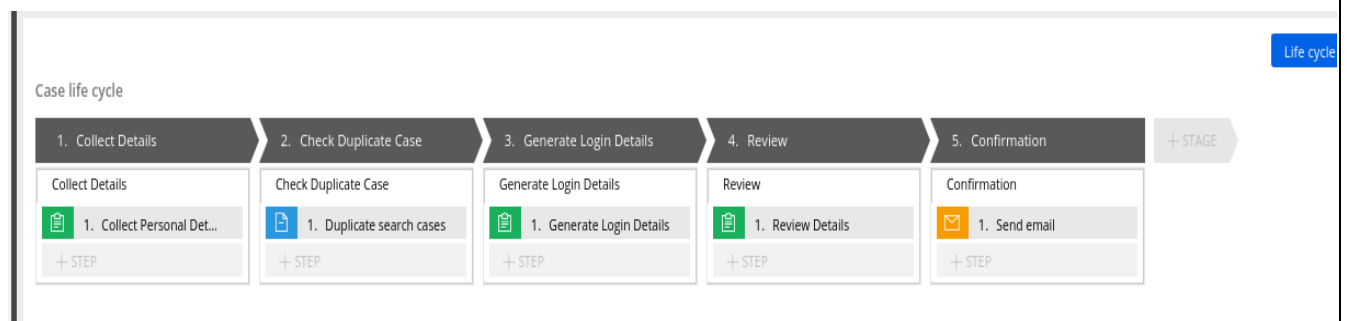 Life cycle
Case life cycle
1. Collect Details
2. Check Duplicate Case
3. Generate Login Details
4. Review
5. Confirmation
+ STAGE
Collect Details
Check Duplicate Case
Generate Login Details
Review
Confirmation
1. Collect Personal Det...
1. Duplicate search cases
1. Generate Login Details
1. Review Details
1. Send email
+ STEP
+ STEP
+ STEP
+ STEP
+ STEP